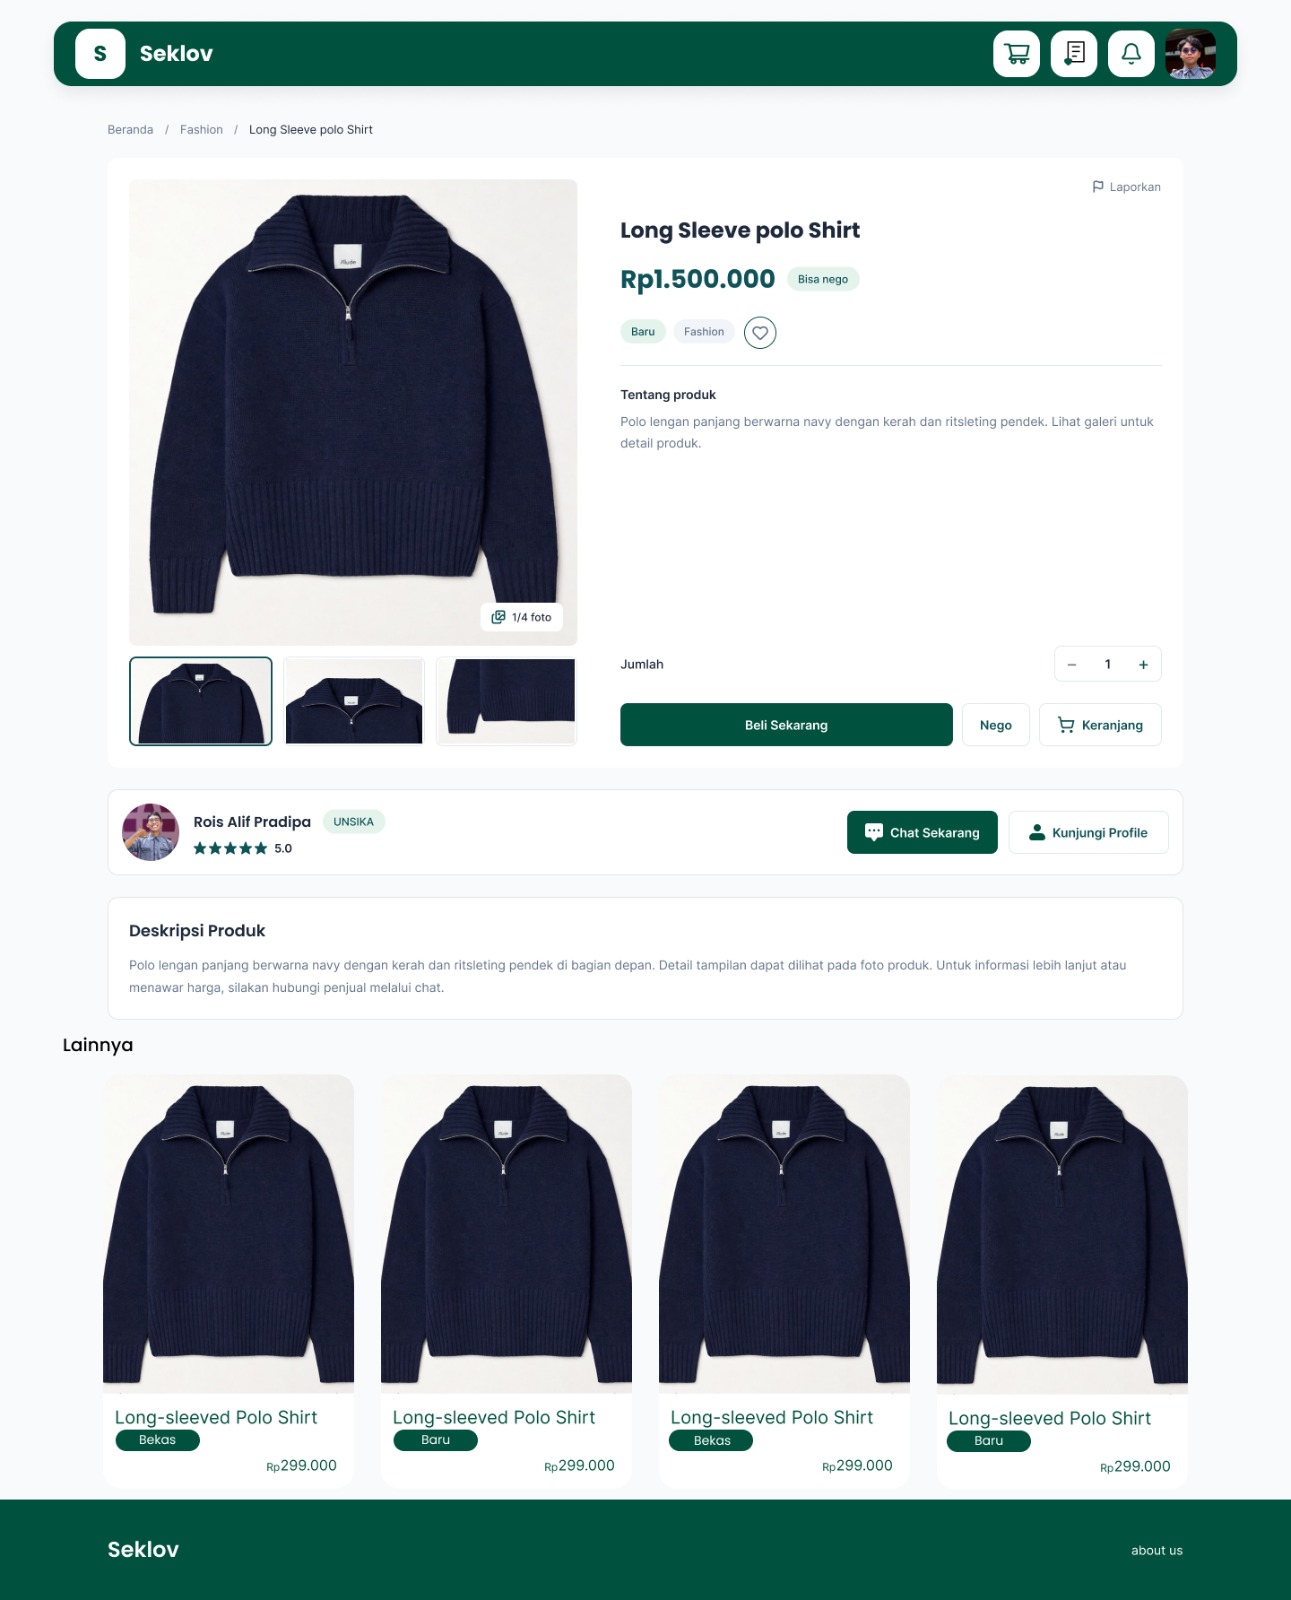 S Seklov
Beranda / Fashion / Long Sleeve polo Shirt
Laporkan
Long Sleeve polo Shirt
Rp1.500.000 Bisa nego
Baru Fashion
Tentang produk
Polo lengan panjang berwarna navy dengan kerah dan ritsleting pendek. Lihat galeri untuk
detail produk.
1/4 foto
Jumlah − 1 +
Beli Sekarang Nego Keranjang
Rois Alif Pradipa UNSIKA
5.0
Chat Sekarang Kunjungi Profile
Deskripsi Produk
Polo lengan panjang berwarna navy dengan kerah dan ritsleting pendek di bagian depan. Detail tampilan dapat dilihat pada foto produk. Untuk informasi lebih lanjut atau
menawar harga, silakan hubungi penjual melalui chat.
Lainnya
Long-sleeved Polo Shirt
Bekas
Rp299.000
Long-sleeved Polo Shirt
Baru
Rp299.000
Long-sleeved Polo Shirt
Bekas
Rp299.000
Long-sleeved Polo Shirt
Baru
Rp299.000
Seklov
about us